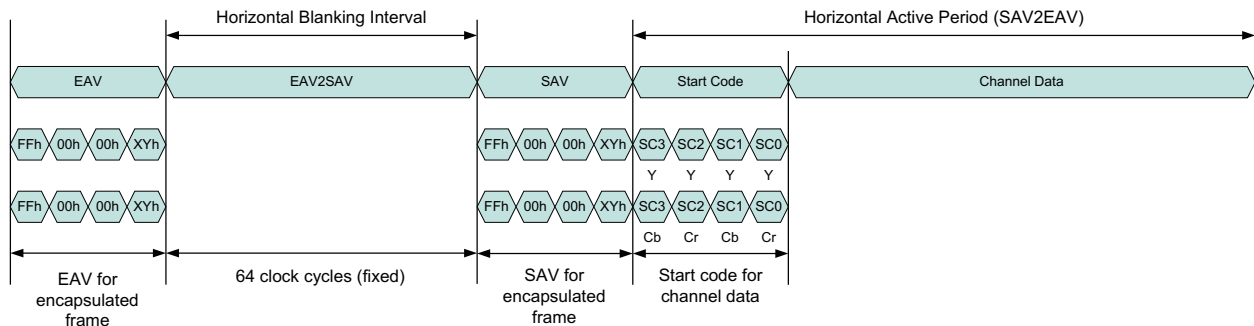 Horizontal Blanking Interval Horizontal Active Period (SAV2EAV)
EAV EAV2SAV SAV Start Code Channel Data
FFh 00h 00h XYh FFh 00h 00h XYh SC3 SC2 SC1 SC0
Y Y Y Y
FFh 00h 00h XYh FFh 00h 00h XYh SC3 SC2 SC1 SC0
Cb Cr Cb Cr
EAV for
encapsulated
frame
64 clock cycles (fixed)
SAV for
encapsulated
frame
Start code for
channel data